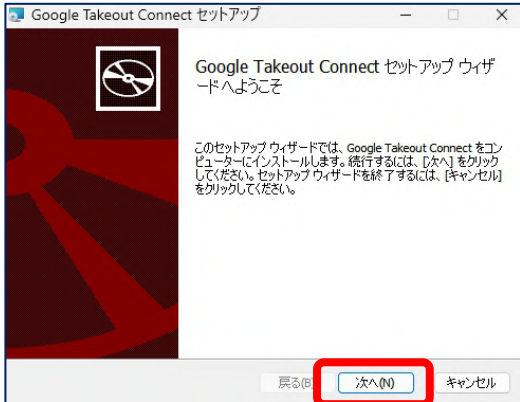 Google Takeout Connect セットアップ
Google Takeout Connect セットアップ ウィザ
ードへようこそ
このセットアップ ウィザードでは、Google Takeout Connect をコン
ピューターにインストールします。続行するには、[次へ] をクリック
してください。セットアップ ウィザードを終了するには、[キャンセル]
をクリックしてください。
戻る(B)
次へ(N)
キャンセル